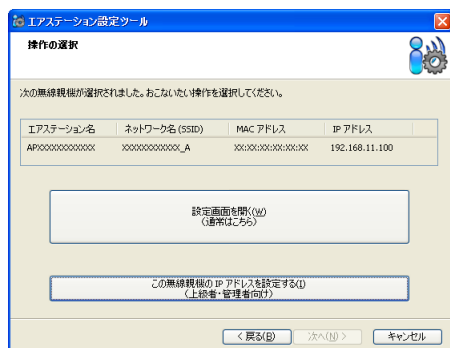 エアステーション設定ツール
操作の選択
次の無線親機が選択されました。おこないたい操作を選択してください。
エアステーション名 ネットワーク名(SSID) MAC アドレス IP アドレス
APXXXXXXXXXXXX XXXXXXXXXXXX_A XX:XX:XX:XX:XX:XX 192.168.11.100
設定画面を開く(W)
(通常はこちら)
この無線親機の IP アドレスを設定する(I)
(上級者・管理者向け)
< 戻る(B) 次へ(N) > キャンセル